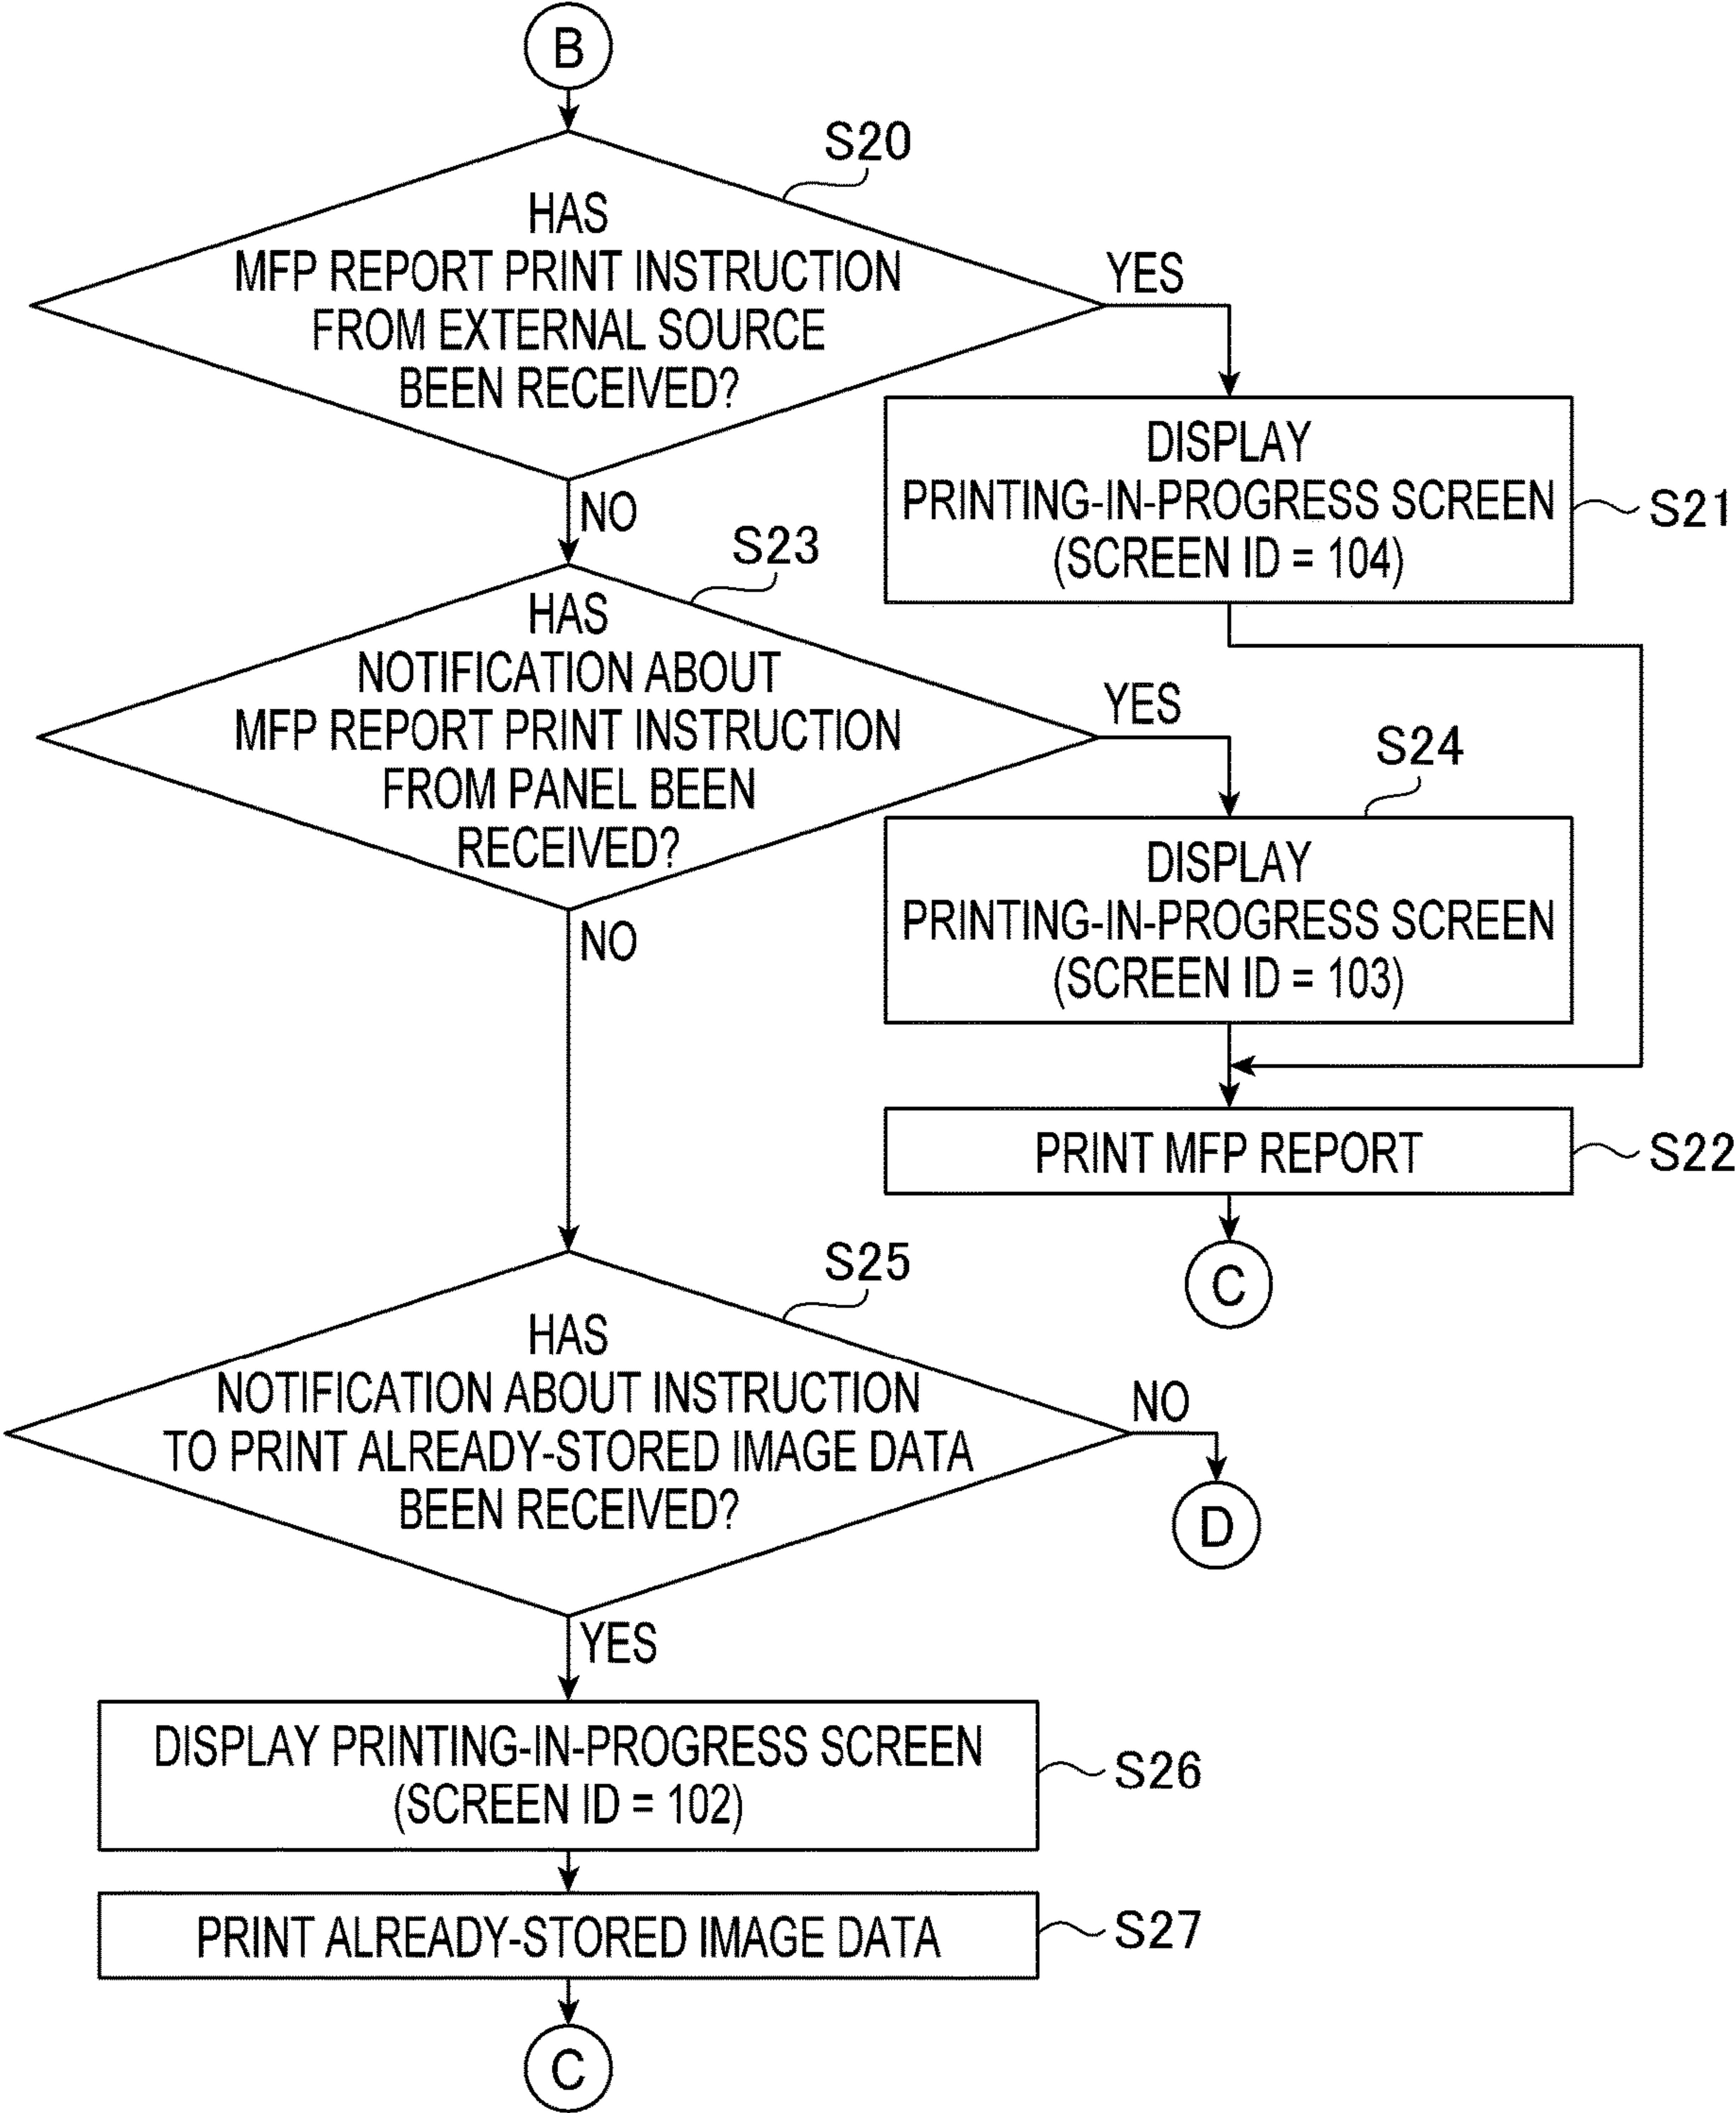 B
S20
HAS
MFP REPORT PRINT INSTRUCTION
FROM EXTERNAL SOURCE
BEEN RECEIVED?
YES
NO
DISPLAY
PRINTING-IN-PROGRESS SCREEN
(SCREEN ID = 104)
S21
S23
HAS
NOTIFICATION ABOUT
MFP REPORT PRINT INSTRUCTION
FROM PANEL BEEN
RECEIVED?
YES
NO
S24
DISPLAY
PRINTING-IN-PROGRESS SCREEN
(SCREEN ID = 103)
PRINT MFP REPORT
S22
C
S25
HAS
NOTIFICATION ABOUT INSTRUCTION
TO PRINT ALREADY-STORED IMAGE DATA
BEEN RECEIVED?
NO
D
YES
DISPLAY PRINTING-IN-PROGRESS SCREEN
(SCREEN ID = 102)
S26
PRINT ALREADY-STORED IMAGE DATA
S27
C